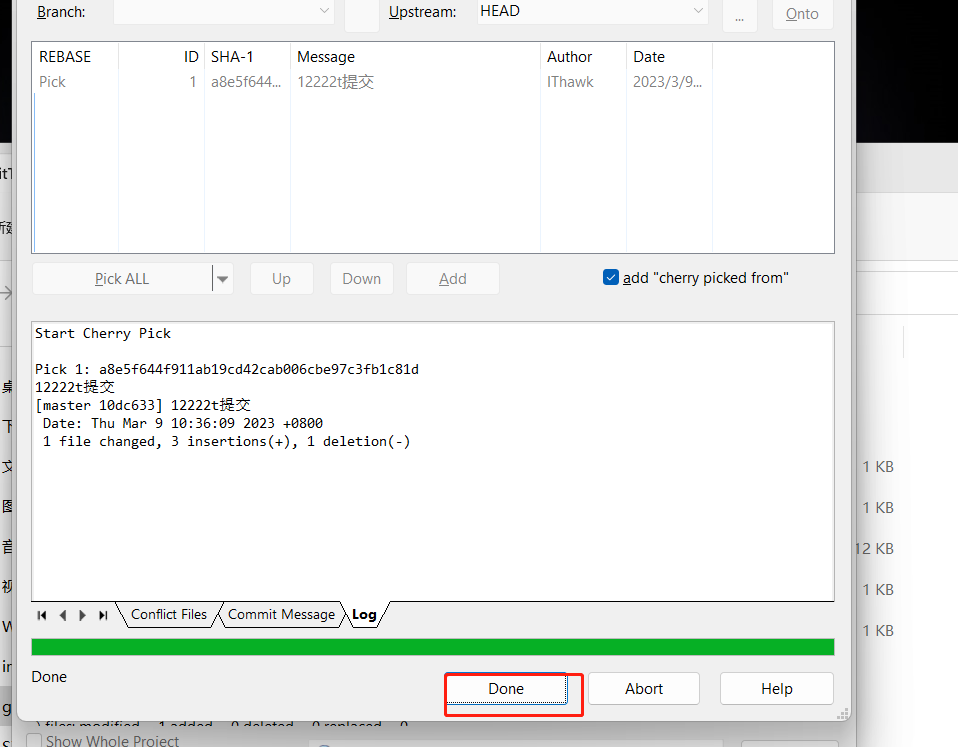 Branch:
Upstream: HEAD ... Onto
REBASE ID SHA-1 Message Author Date
Pick 1 a8e5f644... 12222t提交 IThawk 2023/3/9...
Pick ALL Up Down Add add "cherry picked from"
Start Cherry Pick
Pick 1: a8e5f644f911ab19cd42cab006cbe97c3fb1c81d
12222t提交
[master 10dc633] 12222t提交
Date: Thu Mar 9 10:36:09 2023 +0800
1 file changed, 3 insertions(+), 1 deletion(-)
1 KB
1 KB
12 KB
1 KB
1 KB
Conflict Files Commit Message Log
Done
Done Abort Help
Show Whole Project